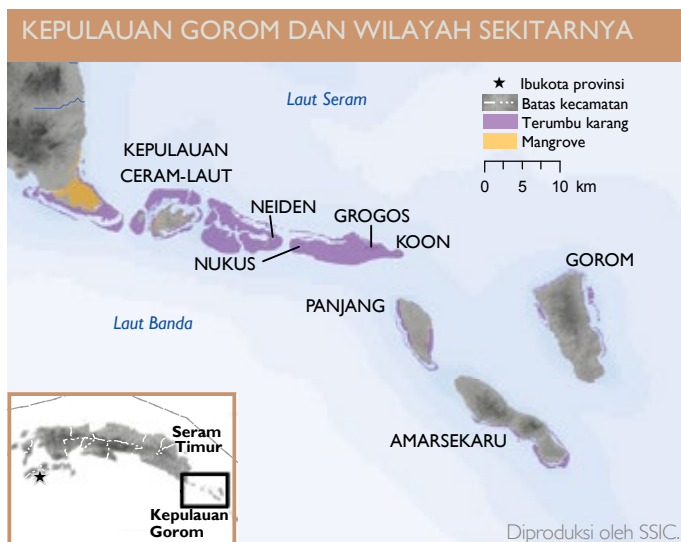 KEPULAUAN GOROM DAN WILAYAH SEKITARNYA
Laut Seram
Ibukota provinsi
Batas kecamatan
Terumbu karang
Mangrove
0 5 10 km
KEPULAUAN
CERAM-LAUT
NEIDEN
GROGOS
KOON
NUKUS
GOROM
PANJANG
Laut Banda
AMARSEKARU
Seram
Timur
Kepulauan
Gorom
Diproduksi oleh SSIC.